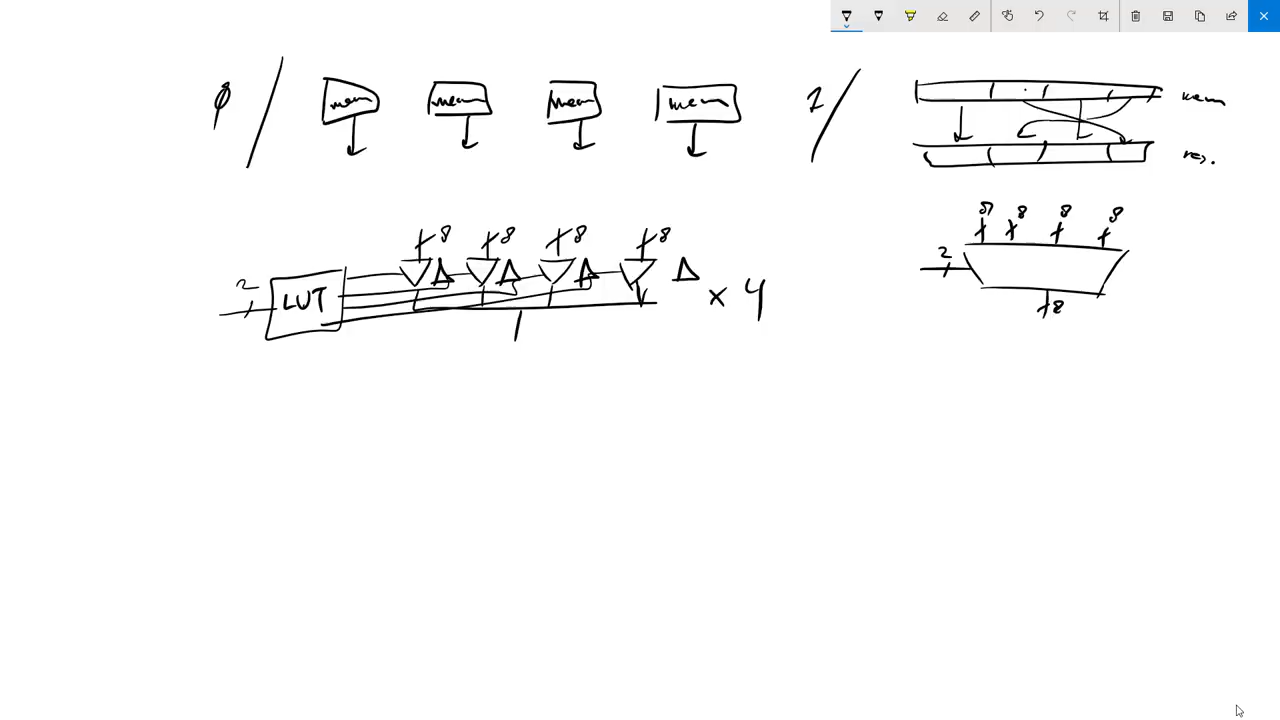 0 / mem mem mem mem 1 / mem
reg.
8 8 8 8 8 8 8 8
2 LUT x 4 2
8